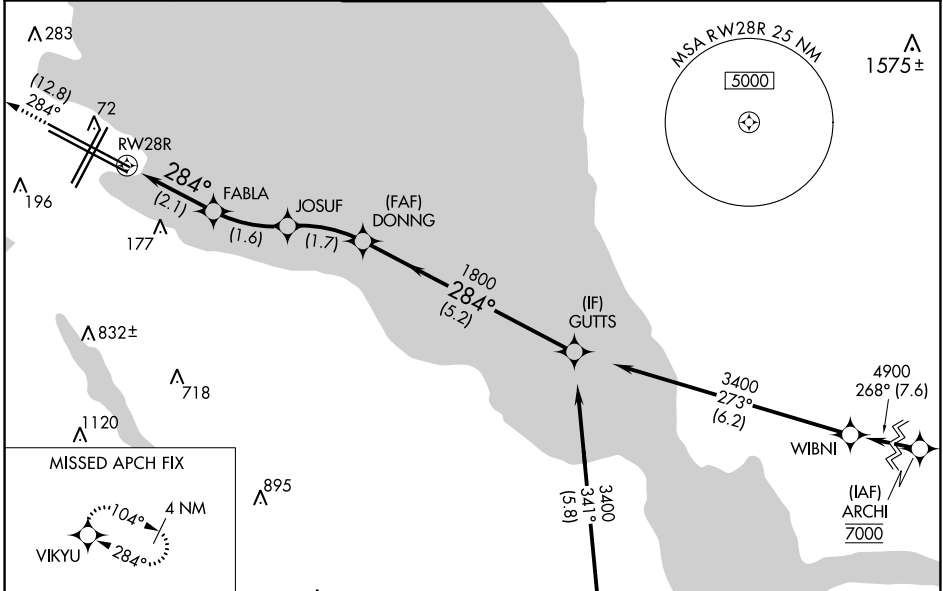 283
MSA RW28R 25 NM
5000
1575±
(12.8)
284°
72
RW28R
196
177
284°
(2.1)
FABLA
(1.6)
JOSUF
(1.7)
(FAF)
DONNG
1800
284°
(5.2)
(IF)
GUTTS
832±
718
1120
895
3400
273°
(6.2)
4900
268° (7.6)
WIBNI
(IAF)
ARCHI
7000
3400
341°
(5.8)
MISSED APCH FIX
104°
4 NM
VIKYU
284°